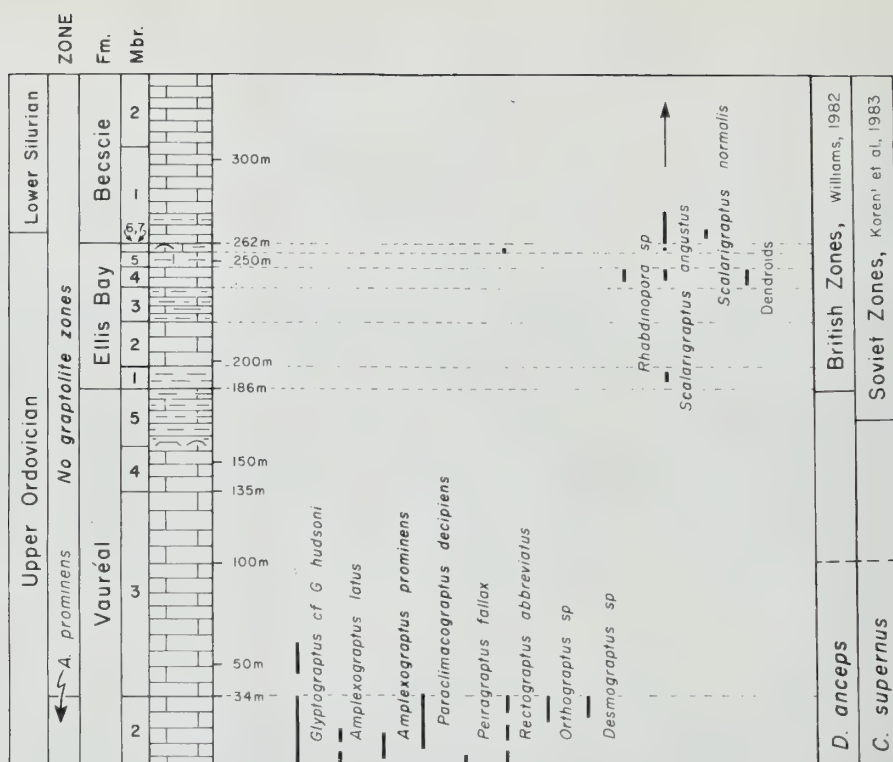 ZONE
Fm.
Mbr.
Lower Silurian
Upper Ordovician
No graptolite zones
A. prominens
Becscie
Ellis Bay
Vauréal
2
1
6,7
5
4
3
2
1
5
4
3
2
300m
262m
250m
200m
186m
150m
135m
100m
50m
34m
Glyptograptus cf G hudsoni
Amplexograptus latus
Amplexograptus prominens
Paraclimacograptus decipiens
Peiragraptus fallax
Rectograptus abbreviatus
Orthograptus sp
Desmograptus sp
Rhabdinopora sp
Scalarigraptus angustus
Scalarigraptus normalis
Dendroids
British Zones, Williams, 1982
Soviet Zones, Koren' et al, 1983
D. anceps
C. supernus